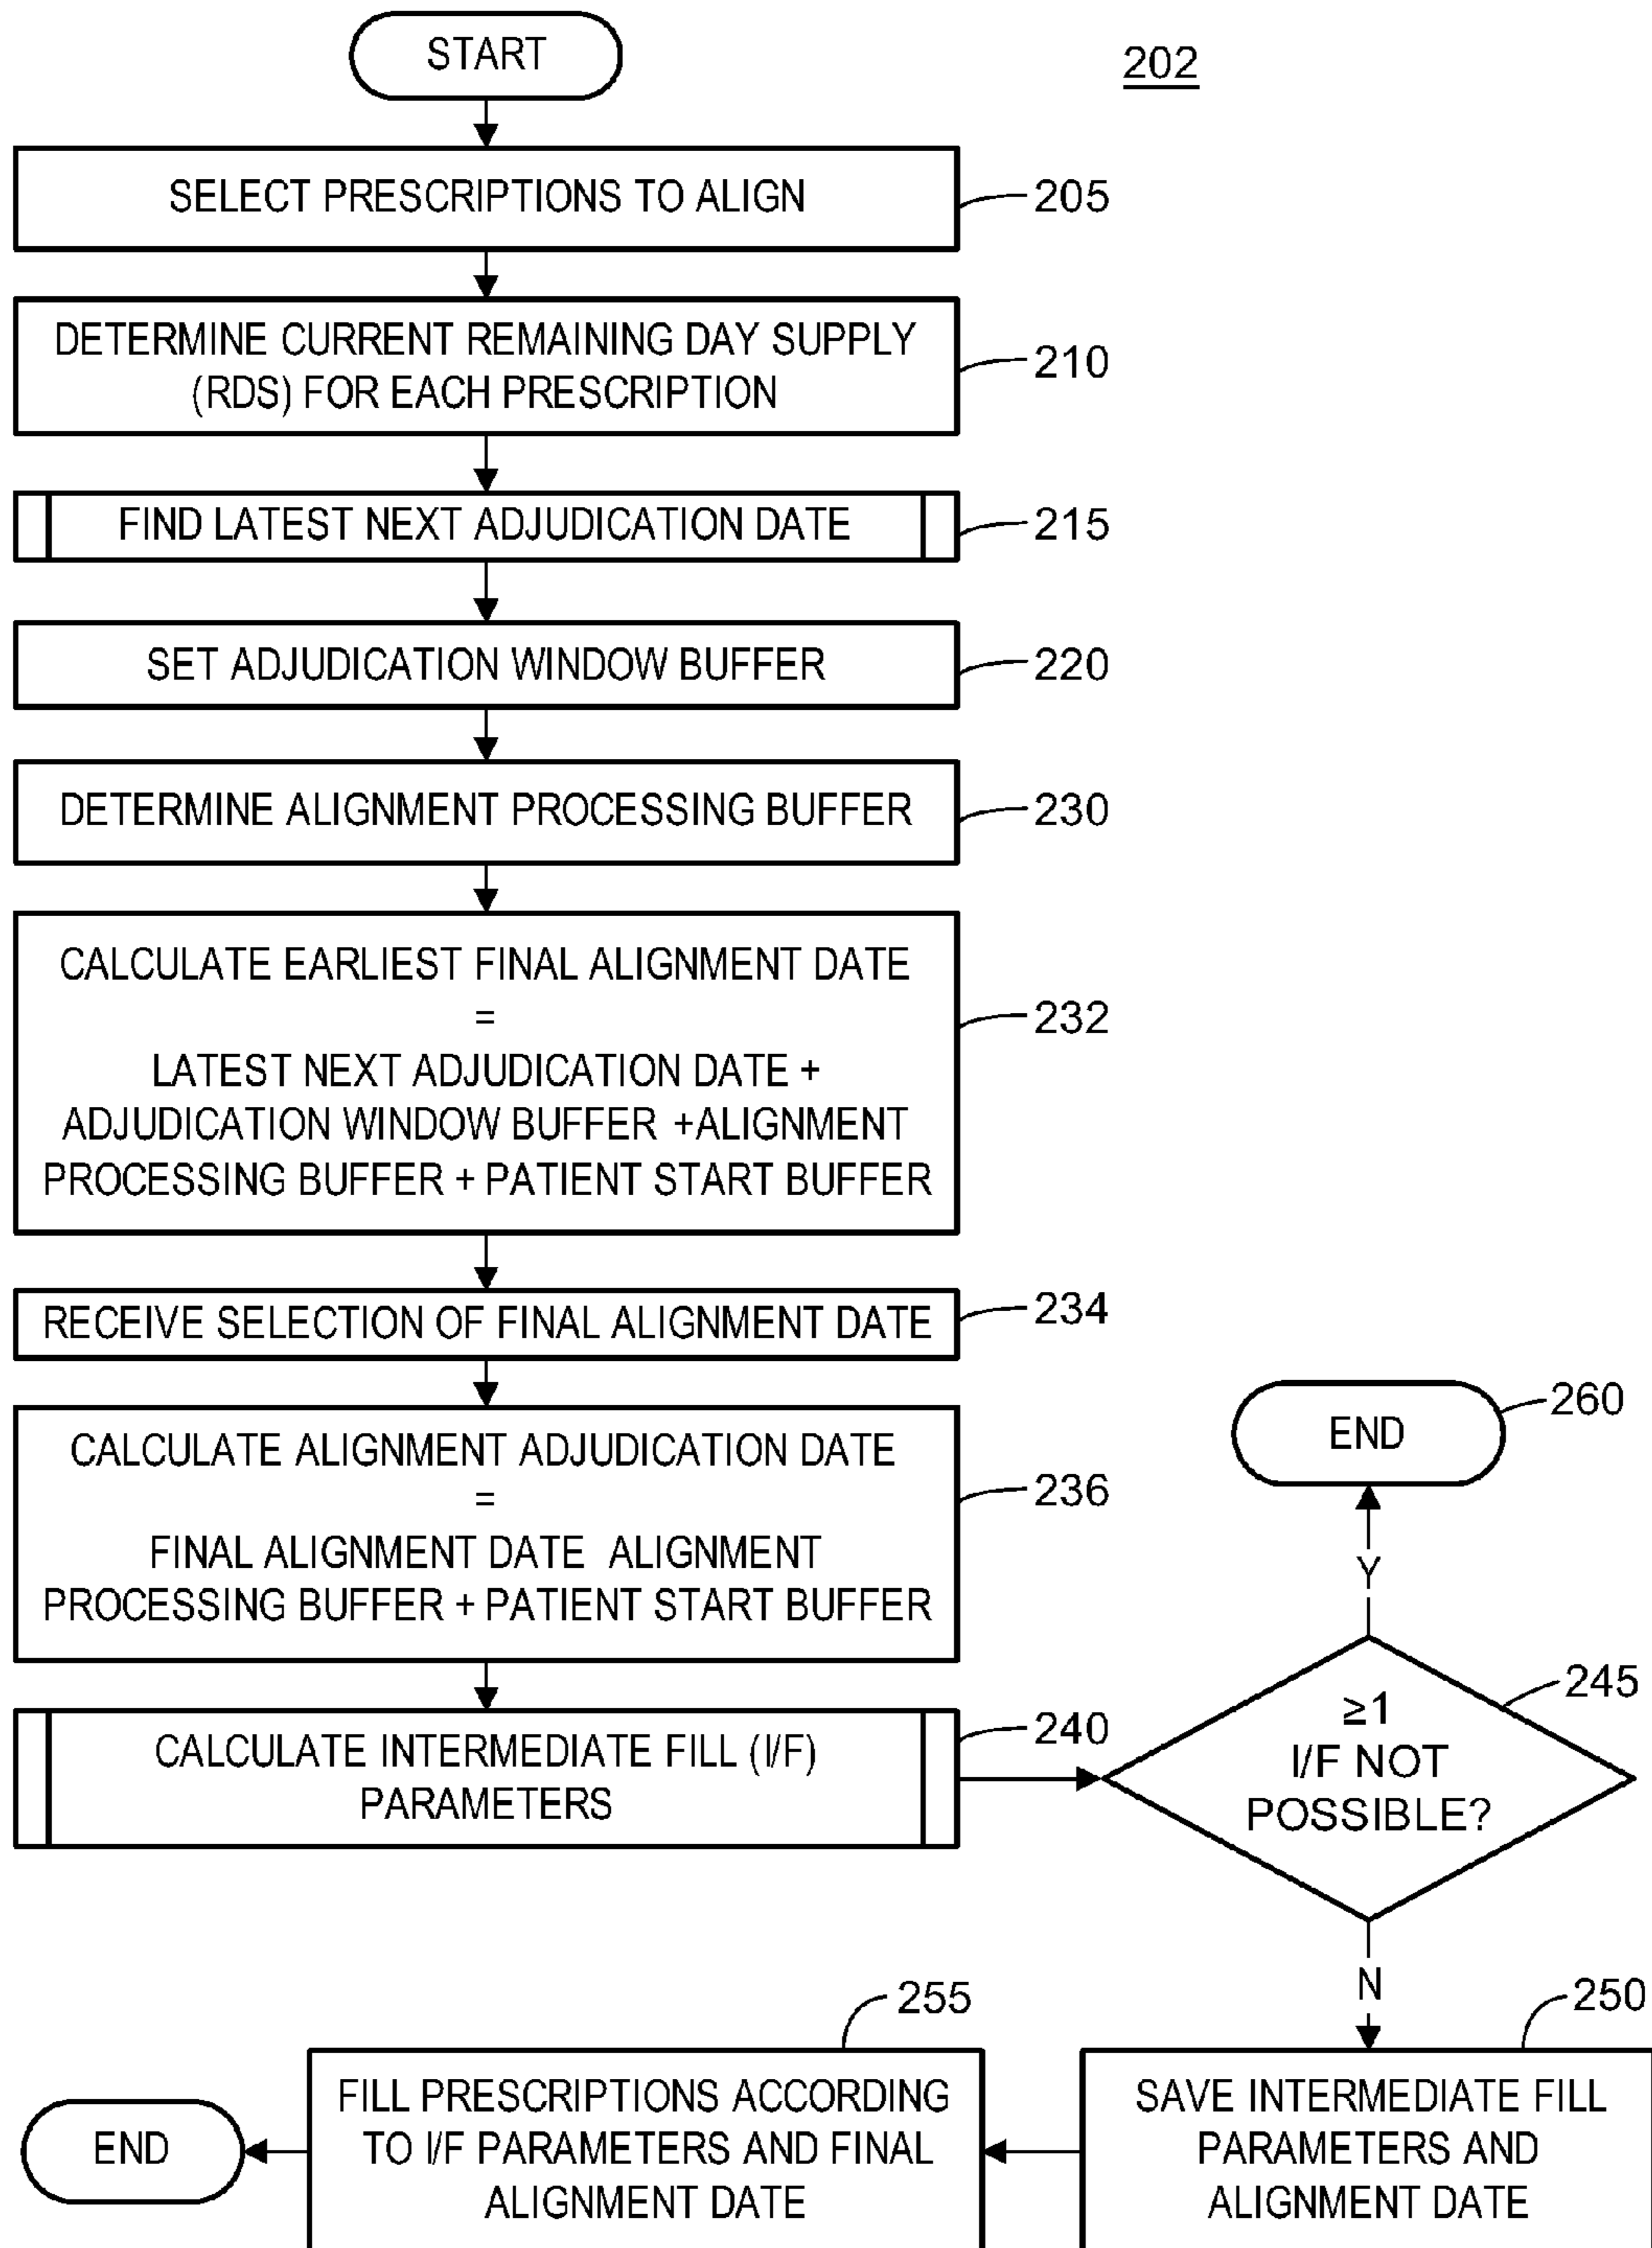 START
202
SELECT PRESCRIPTIONS TO ALIGN
205
DETERMINE CURRENT REMAINING DAY SUPPLY
(RDS) FOR EACH PRESCRIPTION
210
FIND LATEST NEXT ADJUDICATION DATE
215
SET ADJUDICATION WINDOW BUFFER
220
DETERMINE ALIGNMENT PROCESSING BUFFER
230
CALCULATE EARLIEST FINAL ALIGNMENT DATE
=
LATEST NEXT ADJUDICATION DATE +
ADJUDICATION WINDOW BUFFER +ALIGNMENT
PROCESSING BUFFER + PATIENT START BUFFER
232
RECEIVE SELECTION OF FINAL ALIGNMENT DATE
234
CALCULATE ALIGNMENT ADJUDICATION DATE
=
FINAL ALIGNMENT DATE ALIGNMENT
PROCESSING BUFFER + PATIENT START BUFFER
236
CALCULATE INTERMEDIATE FILL (I/F)
PARAMETERS
240
END
260
Y
≥1
I/F NOT
POSSIBLE?
245
N
SAVE INTERMEDIATE FILL
PARAMETERS AND
ALIGNMENT DATE
250
FILL PRESCRIPTIONS ACCORDING
TO I/F PARAMETERS AND FINAL
ALIGNMENT DATE
255
END